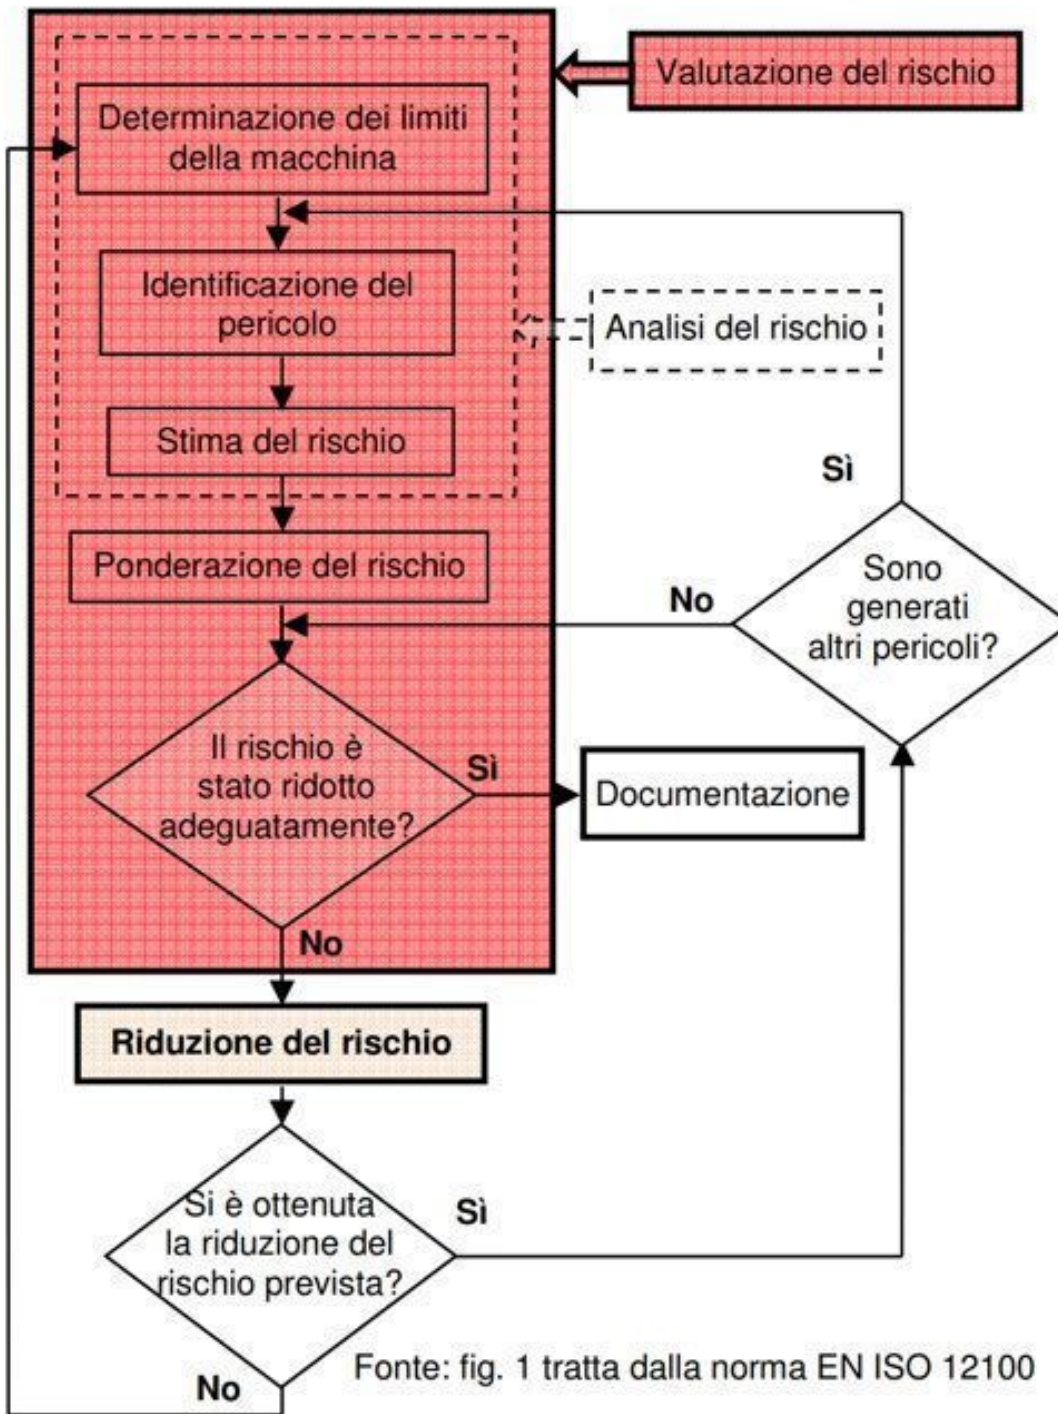 Valutazione del rischio
Determinazione dei limiti
della macchina
Identificazione del
pericolo
Analisi del rischio
Stima del rischio
Sì
Ponderazione del rischio
Sono
generati
altri pericoli?
No
Il rischio è
stato ridotto
adeguatamente?
Sì
Documentazione
No
Riduzione del rischio
Si è ottenuta
la riduzione del
rischio prevista?
Sì
No
Fonte: fig. 1 tratta dalla norma EN ISO 12100